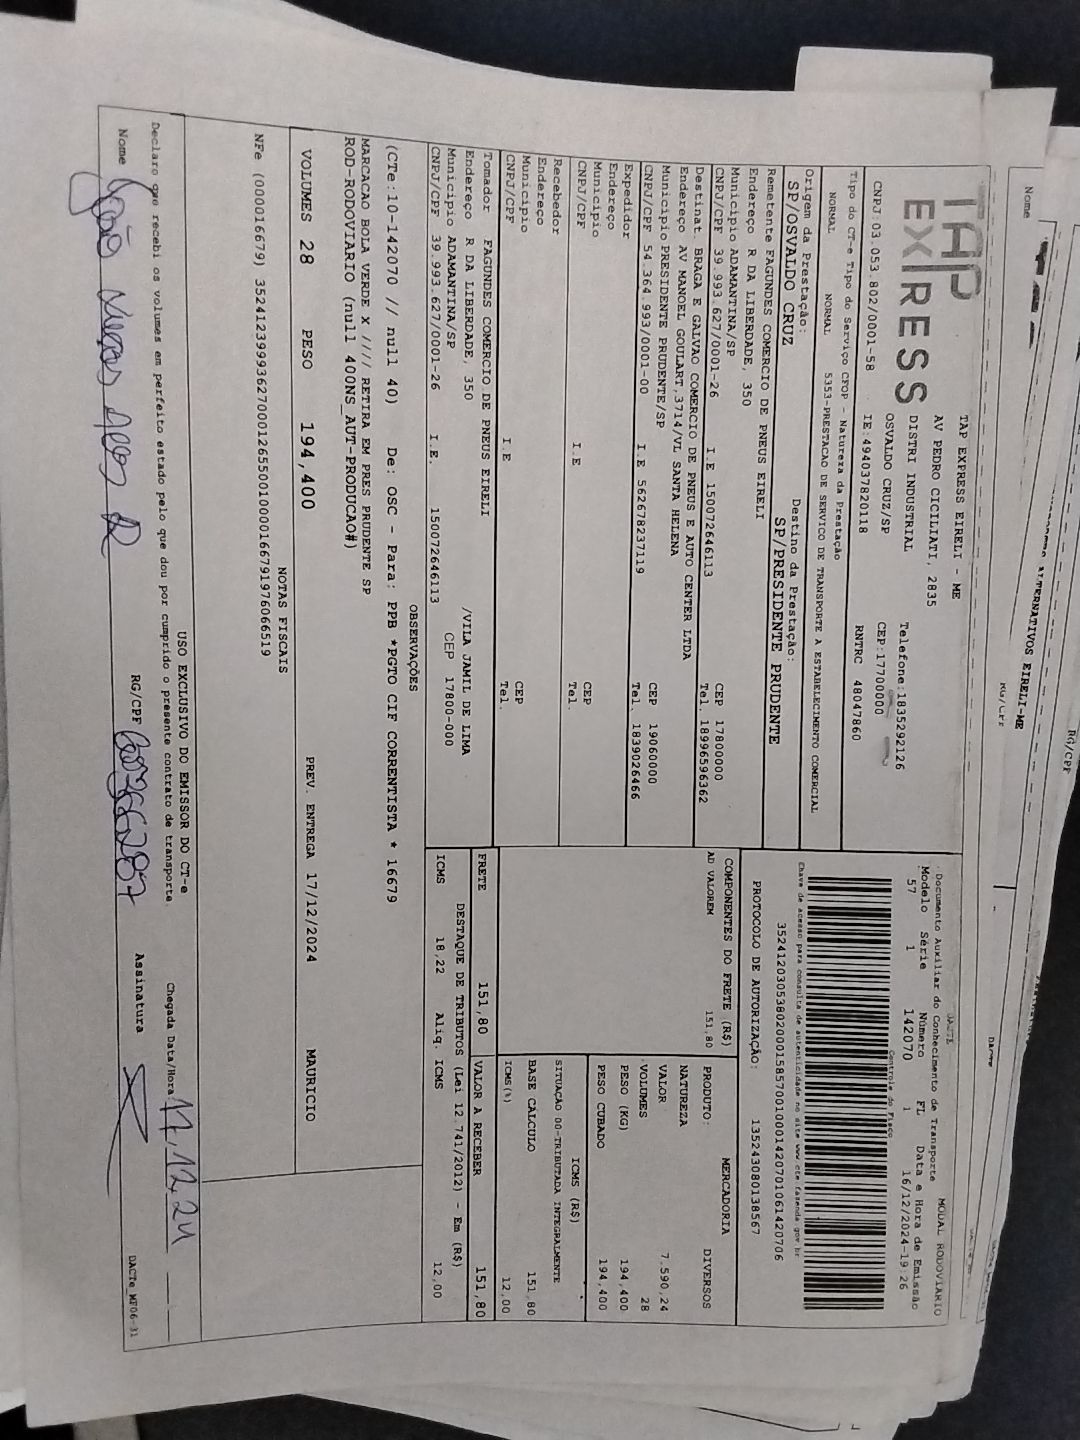 TAP
EXPRESS
TAP EXPRESS EIRELI - ME
AV PEDRO CICILIATI, 2835
DISTRI INDUSTRIAL
OSVALDO CRUZ/SP
Telefone:1835292126
CEP:17700000
CNPJ:03.053.802/0001-58 IE:494037820118 RNTRC 48047860
Tipo do CT-e Tipo do Serviço CFOP - Natureza da Prestação
NORMAL NORMAL 5353-PRESTACAO DE SERVICO DE TRANSPORTE A ESTABELECIMENTO COMERCIAL
Origem da Prestação: Destino da Prestação:
SP/OSVALDO CRUZ SP/PRESIDENTE PRUDENTE
Remetente FAGUNDES COMERCIO DE PNEUS EIRELI
Endereço R DA LIBERDADE, 350
Município ADAMANTINA/SP CEP 17800000
CNPJ/CPF 39.993.627/0001-26 I.E 150072646113 Tel. 18996596362
Destinat BRAGA E GALVAO COMERCIO DE PNEUS E AUTO CENTER LTDA
Endereço AV MANOEL GOULART,3714/VL SANTA HELENA
Município PRESIDENTE PRUDENTE/SP CEP 19060000
CNPJ/CPF 54.364.993/0001-00 I.E 562678237119 Tel. 1839026466
Expedidor
Endereço
Município CEP
CNPJ/CPF I.E Tel.
Recebedor
Endereço
Município CEP
CNPJ/CPF I.E Tel.
Tomador FAGUNDES COMERCIO DE PNEUS EIRELI
Endereço R DA LIBERDADE, 350 /VILA JAMIL DE LIMA
Município ADAMANTINA/SP CEP 17800-000
CNPJ/CPF 39.993.627/0001-26 I.E. 150072646113
DACTE MODAL RODOVIARIO
Documento Auxiliar do Conhecimento de Transporte
Modelo Série Número FL Data e Hora de Emissão
57 1 142070 1 16/12/2024-19:26
Controle do Fisco
Chave de acesso para consulta de autenticidade no site www.cte.fazenda.gov.br
35241203053802000158570010001420701061420706
PROTOCOLO DE AUTORIZAÇÃO: 135243080138567
COMPONENTES DO FRETE (R$)
AD VALOREM 151,80
MERCADORIA
PRODUTO: DIVERSOS
NATUREZA
VALOR 7.590,24
VOLUMES 28
PESO (KG) 194,400
PESO CUBADO 194,400
ICMS (R$)
SITUAÇÃO 00-TRIBUTADA INTEGRALMENTE
BASE CALCULO 151,80
ICMS(%) 12,00
FRETE 151,80 VALOR A RECEBER 151,80
DESTAQUE DE TRIBUTOS (Lei 12.741/2012) - Em (R$)
ICMS 18,22 Aliq. ICMS 12,00
OBSERVAÇÕES
(CTe:10-142070 // null 40) De: OSC - Para: PPB *PGTO CIF CORRENTISTA * 16679
MARCACAO BOLA VERDE X //// RETIRA EM PRES PRUDENTE SP
ROD-RODOVIARIO (null 400NS_AUT-PRODUCAO#)
VOLUMES 28 PESO 194,400 PREV. ENTREGA 17/12/2024 MAURICIO
NOTAS FISCAIS
NFe (000016679) 35241239993627000126550010000166791976066519
USO EXCLUSIVO DO EMISSOR DO CT-e
Declaro que recebi os volumes em perfeito estado pelo que dou por cumprido o presente contrato de transporte. Chegada Data/Hora 17.12.24
Nome João RG/CPF Assinatura
DACTe_MF06-31
Nome
ALTERNATIVOS EIRELI-ME
RG/CPF
RG/CPF
DACTE